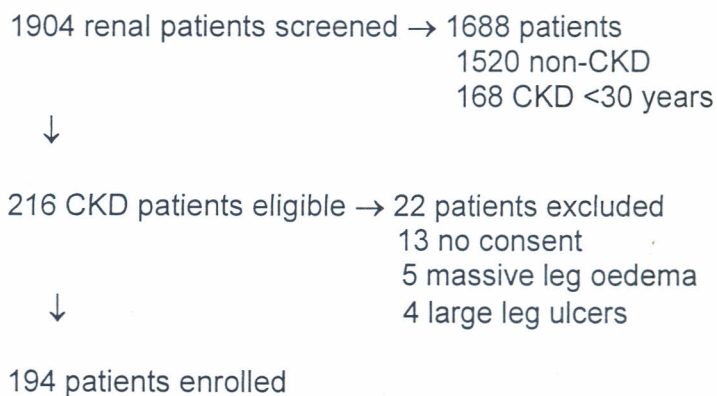 1904 renal patients screened → 1688 patients
1520 non-CKD
168 CKD <30 years
↓
216 CKD patients eligible → 22 patients excluded
13 no consent
5 massive leg oedema
↓
4 large leg ulcers
194 patients enrolled